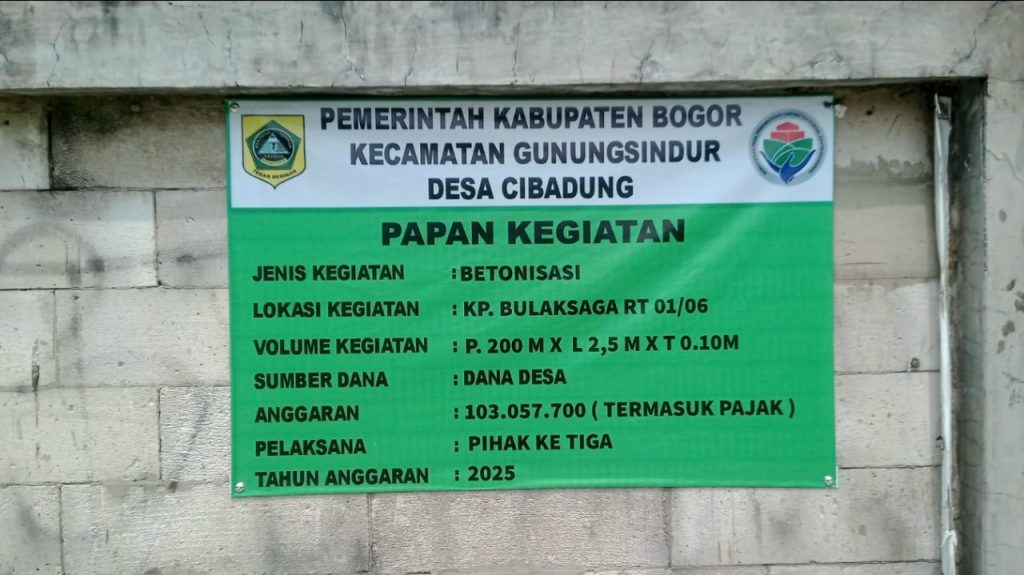 PEMERINTAH KABUPATEN BOGOR
KECAMATAN GUNUNGSINDUR
DESA CIBADUNG
TEGAR BERIMAN
PAPAN KEGIATAN
JENIS KEGIATAN : BETONISASI
LOKASI KEGIATAN : KP. BULAKSAGA RT 01/06
VOLUME KEGIATAN : P. 200 M X L 2,5 M X T 0.10M
SUMBER DANA : DANA DESA
ANGGARAN : 103.057.700 ( TERMASUK PAJAK )
PELAKSANA : PIHAK KE TIGA
TAHUN ANGGARAN : 2025